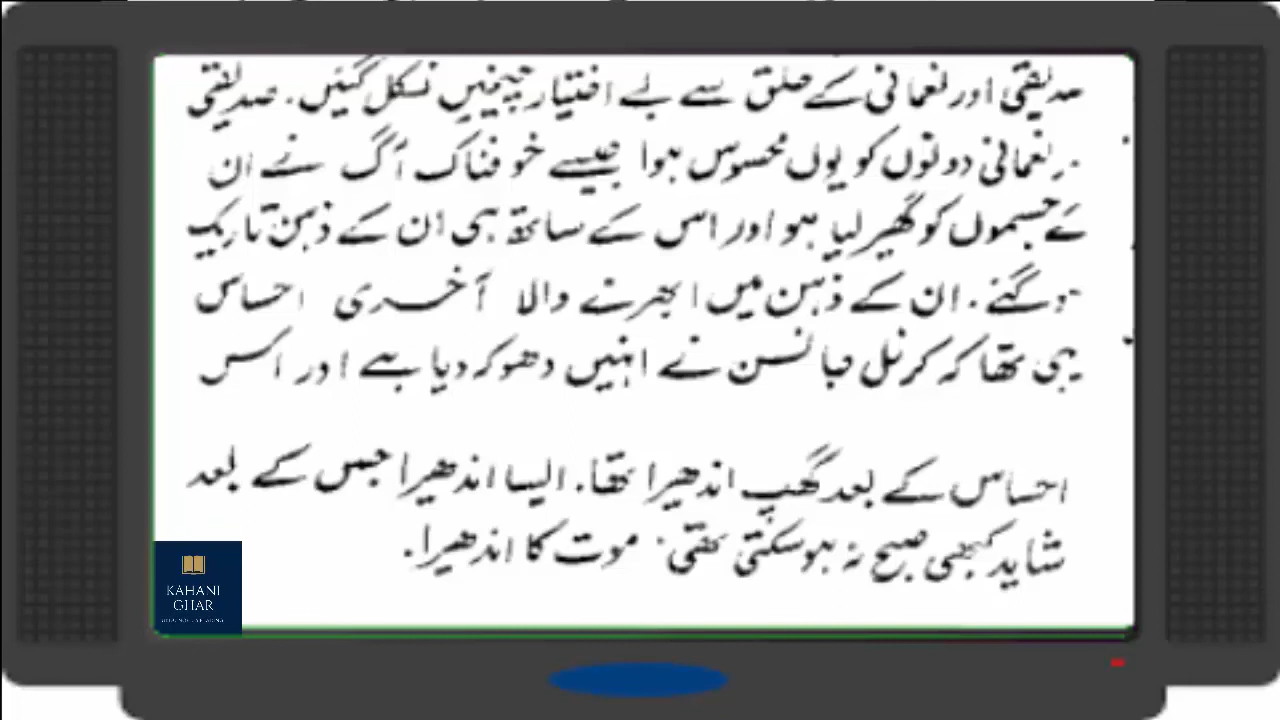 صدیقی اور نعمانی کے حلق سے بے اختیار چیخیں نکل گئیں۔ صدیقی
نعمانی دونوں کو یوں محسوس ہوا جیسے خوفناک آگ نے ان
کے جسموں کو گھیر لیا ہو اور اس کے ساتھ ہی ان کے ذہن تاریک
ہو گئے۔ ان کے ذہن میں ابھرنے والا آخری احساس
یہی تھا کہ کرنل جانسن نے انہیں دھوکہ دیا ہے اور اس
احساس کے بعد گھپ اندھیرا تھا۔ ایسا اندھیرا جس کے بعد
شاید کبھی صبح نہ ہو سکتی تھی۔ موت کا اندھیرا۔
KAHANI
GHAR